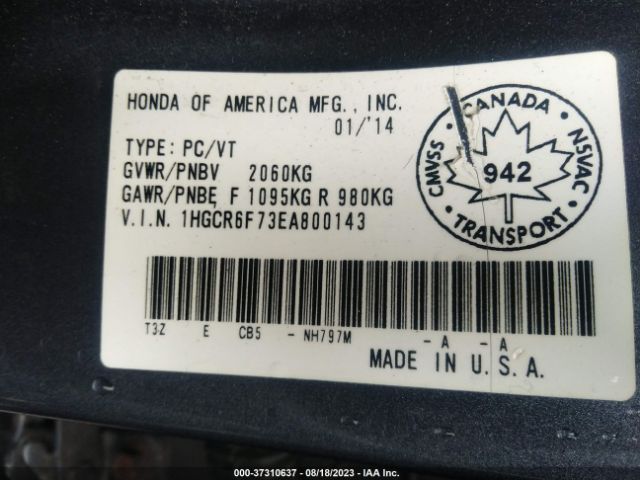 HONDA OF AMERICA MFG., INC.
01/'14
TYPE: PC/VT
GVWR/PNBV 2060KG
GAWR/PNBE F 1095KG R 980KG
V.I.N. 1HGCR6F73EA800143
CANADA
CMVSS
942
NSVAC
TRANSPORT
T3Z E CB5 - NH797M - A - A
MADE IN U.S.A.
000-37310637 - 08/18/2023 - IAA Inc.